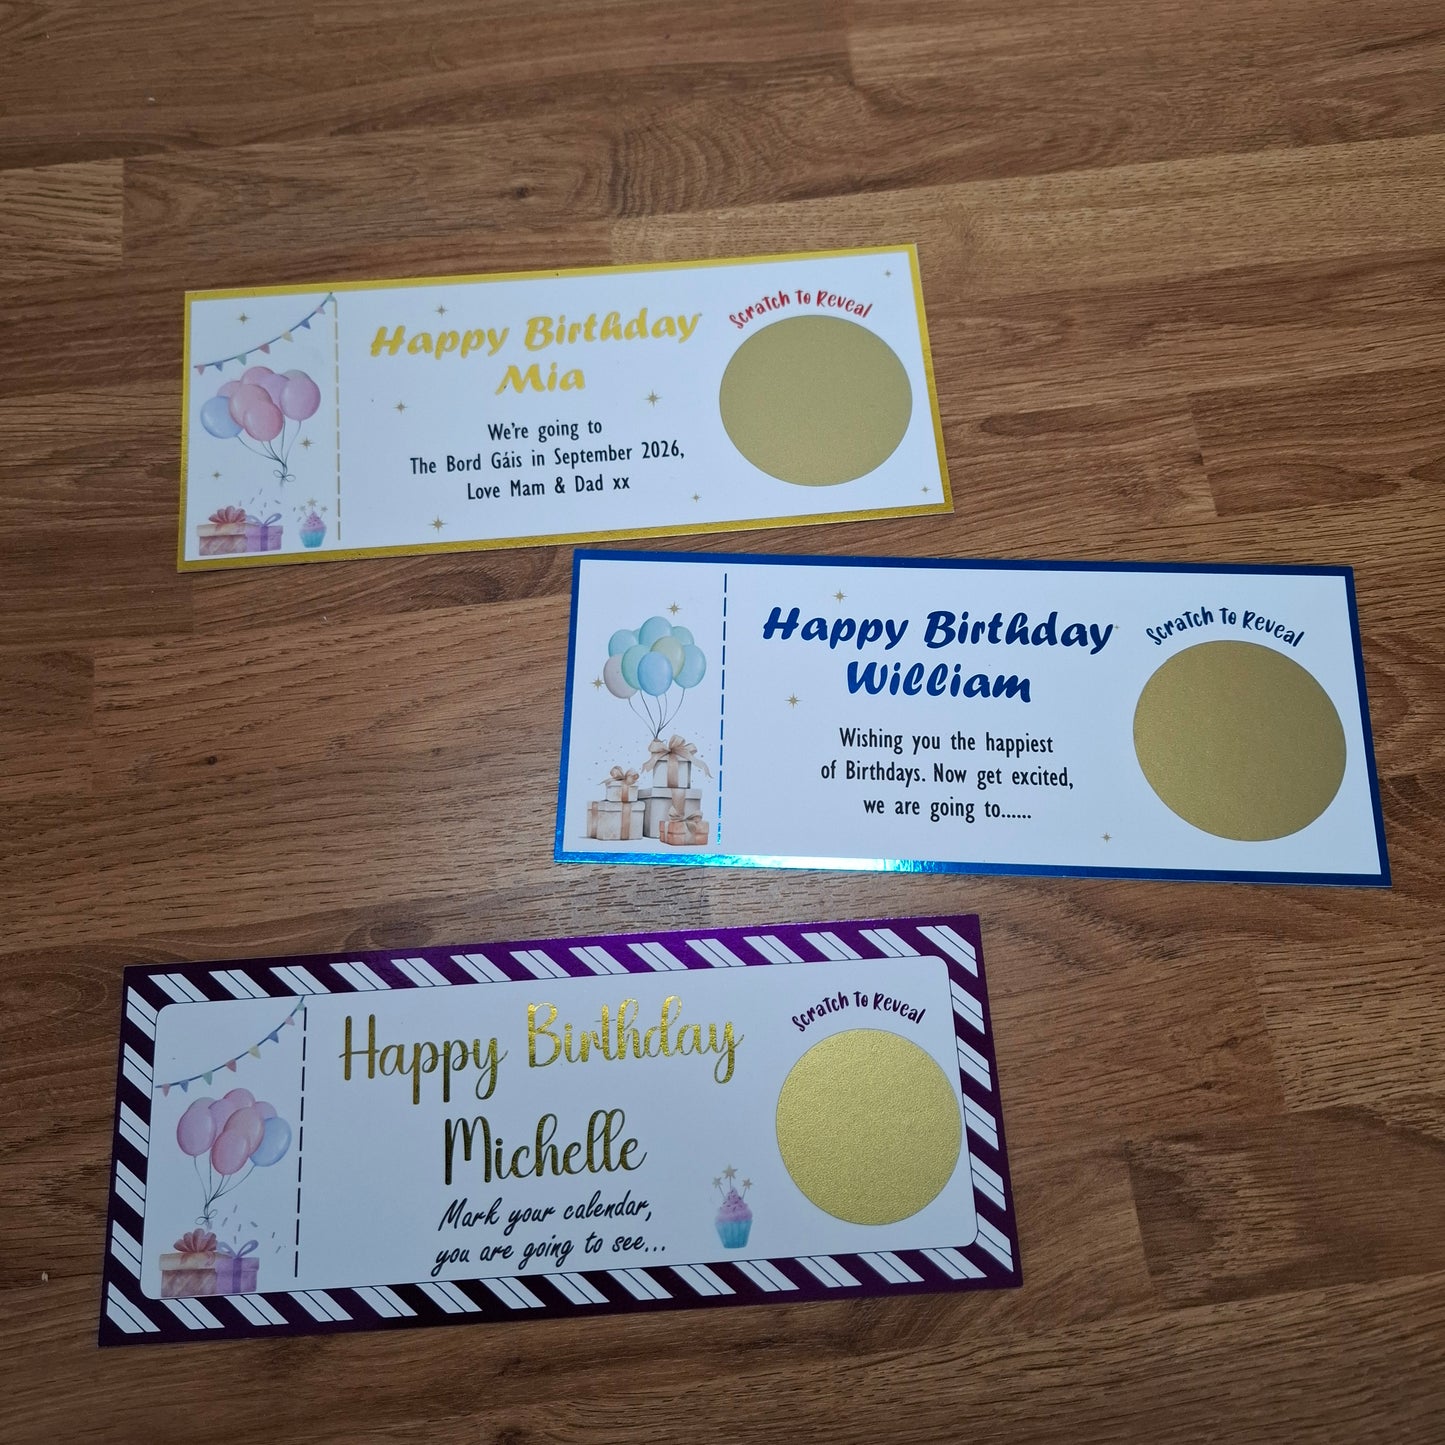 Scratch To Reveal
Happy Birthday
Mia
We're going to
The Bord Gáis in September 2026,
Love Mam & Dad xx
Scratch To Reveal
Happy Birthday
William
Wishing you the happiest
of Birthdays. Now get excited,
we are going to......
Scratch To Reveal
Happy Birthday
Michelle
Mark your calendar,
you are going to see...